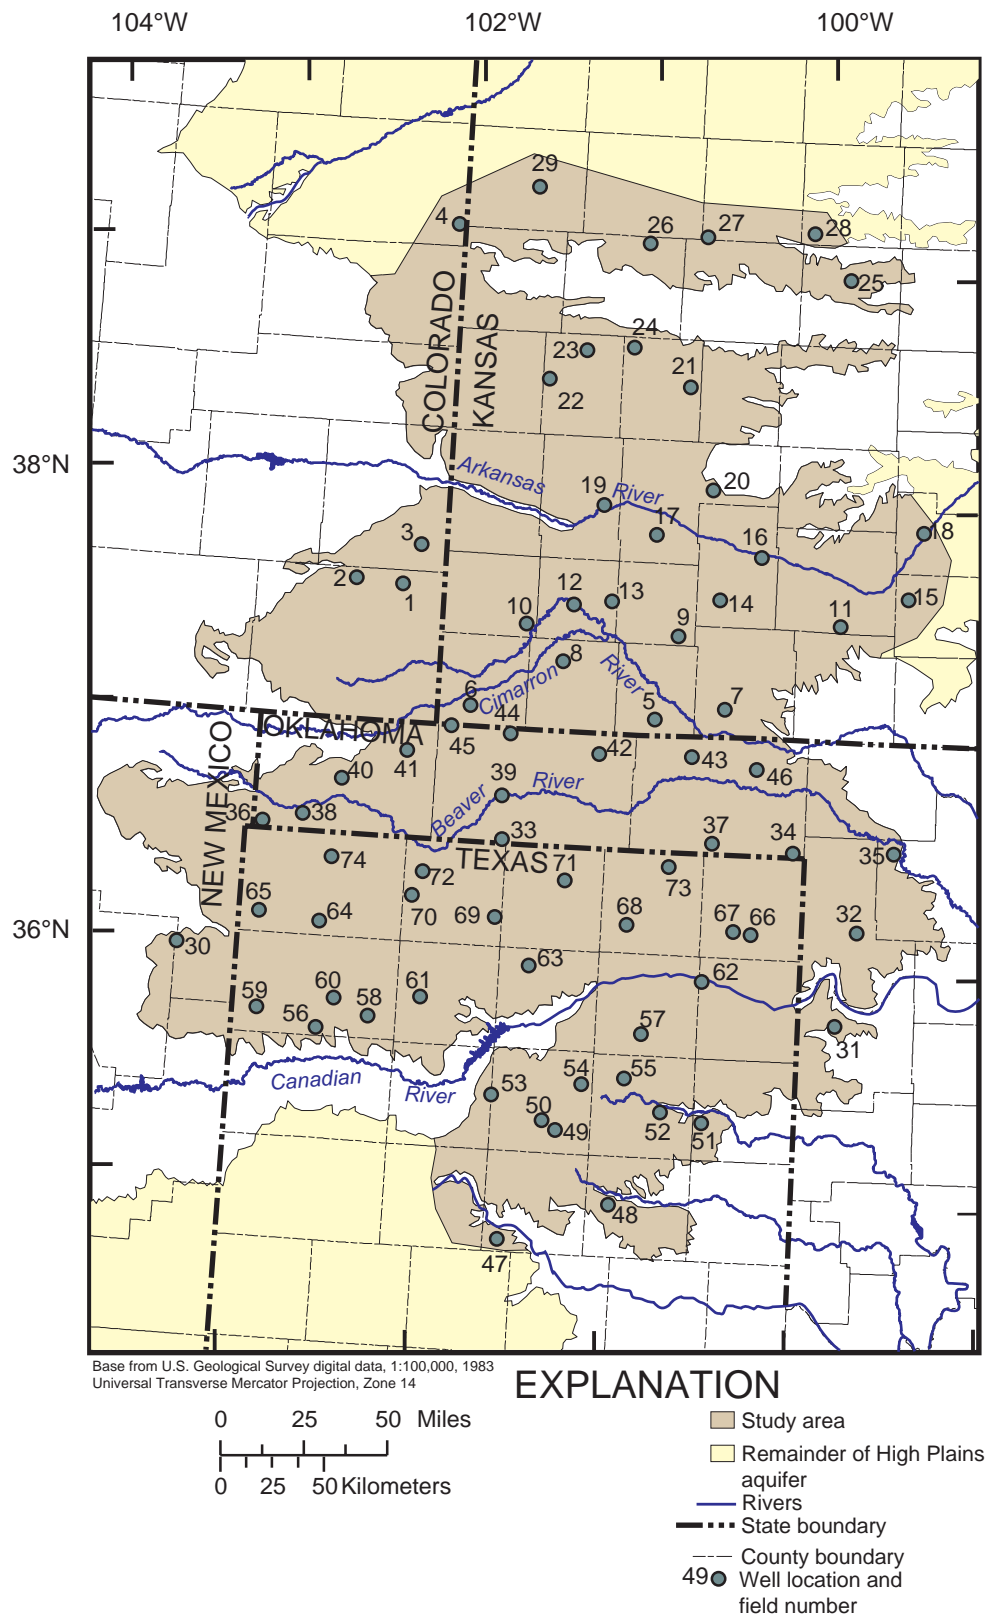 104°W 102°W 100°W
29
4
26 27 28
25
COLORADO
KANSAS
24
23
21
22
38°N
Arkansas
River
20
19
17
18
3
16
2
1
12 13
14
15
10
9
11
8
Cimarron
River
6
5
7
44
45
OKLAHOMA
NEW MEXICO
41
42
43
46
40
39
River
Beaver
36 38
33
37
34
35
TEXAS
74
72
71
73
70
65
64
69
68
67 66
32
36°N
30
63
62
59
60
61
58
56
57
31
Canadian
River
53
54
55
50
49
52
51
48
47
Base from U.S. Geological Survey digital data, 1:100,000, 1983
Universal Transverse Mercator Projection, Zone 14
EXPLANATION
0 25 50 Miles
0 25 50 Kilometers
Study area
Remainder of High Plains
aquifer
Rivers
State boundary
County boundary
49 Well location and
field number